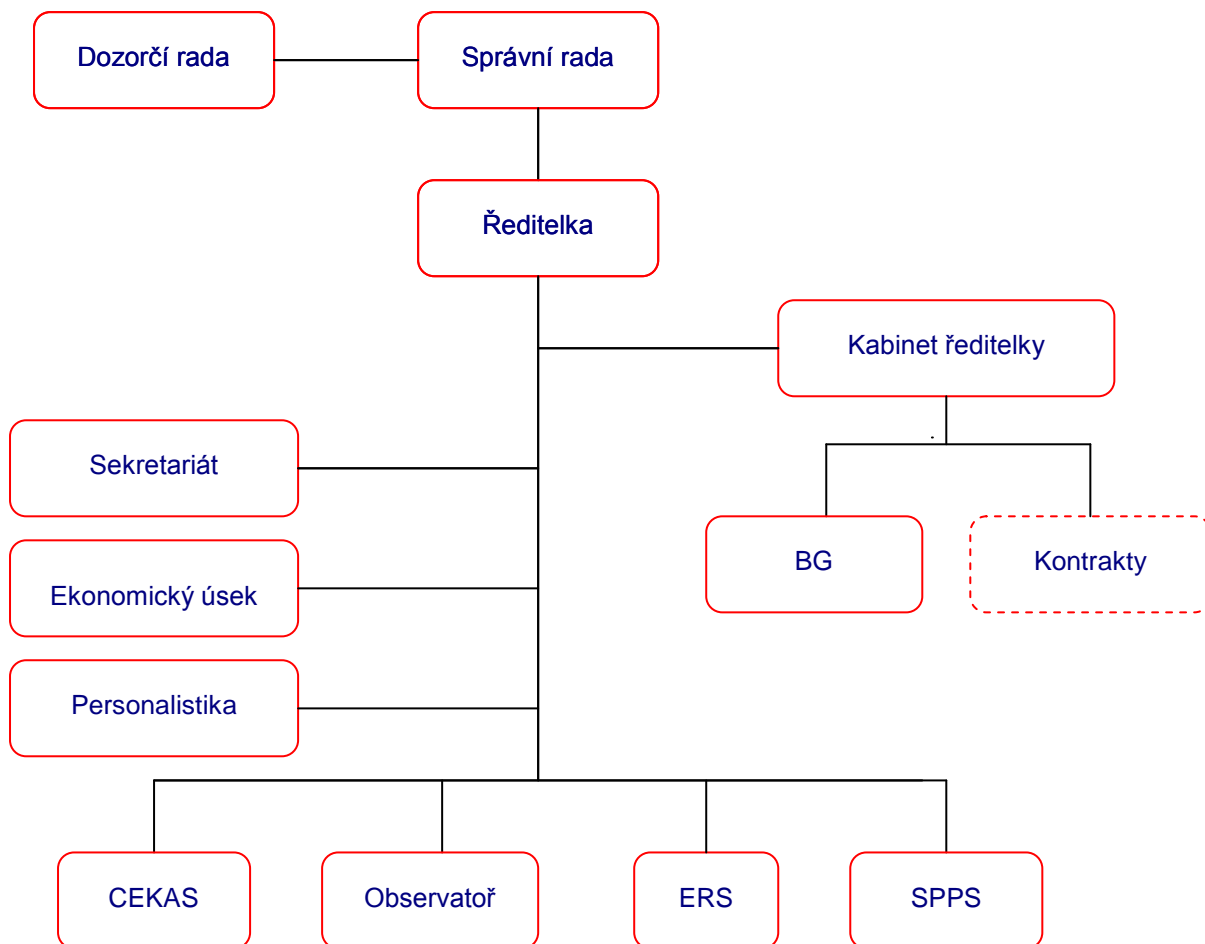 Dozorčí rada
Správní rada
Ředitelka
Kabinet ředitelky
Sekretariát
BG
Kontrakty
Ekonomický úsek
Personalistika
CEKAS
Observatoř
ERS
SPPS